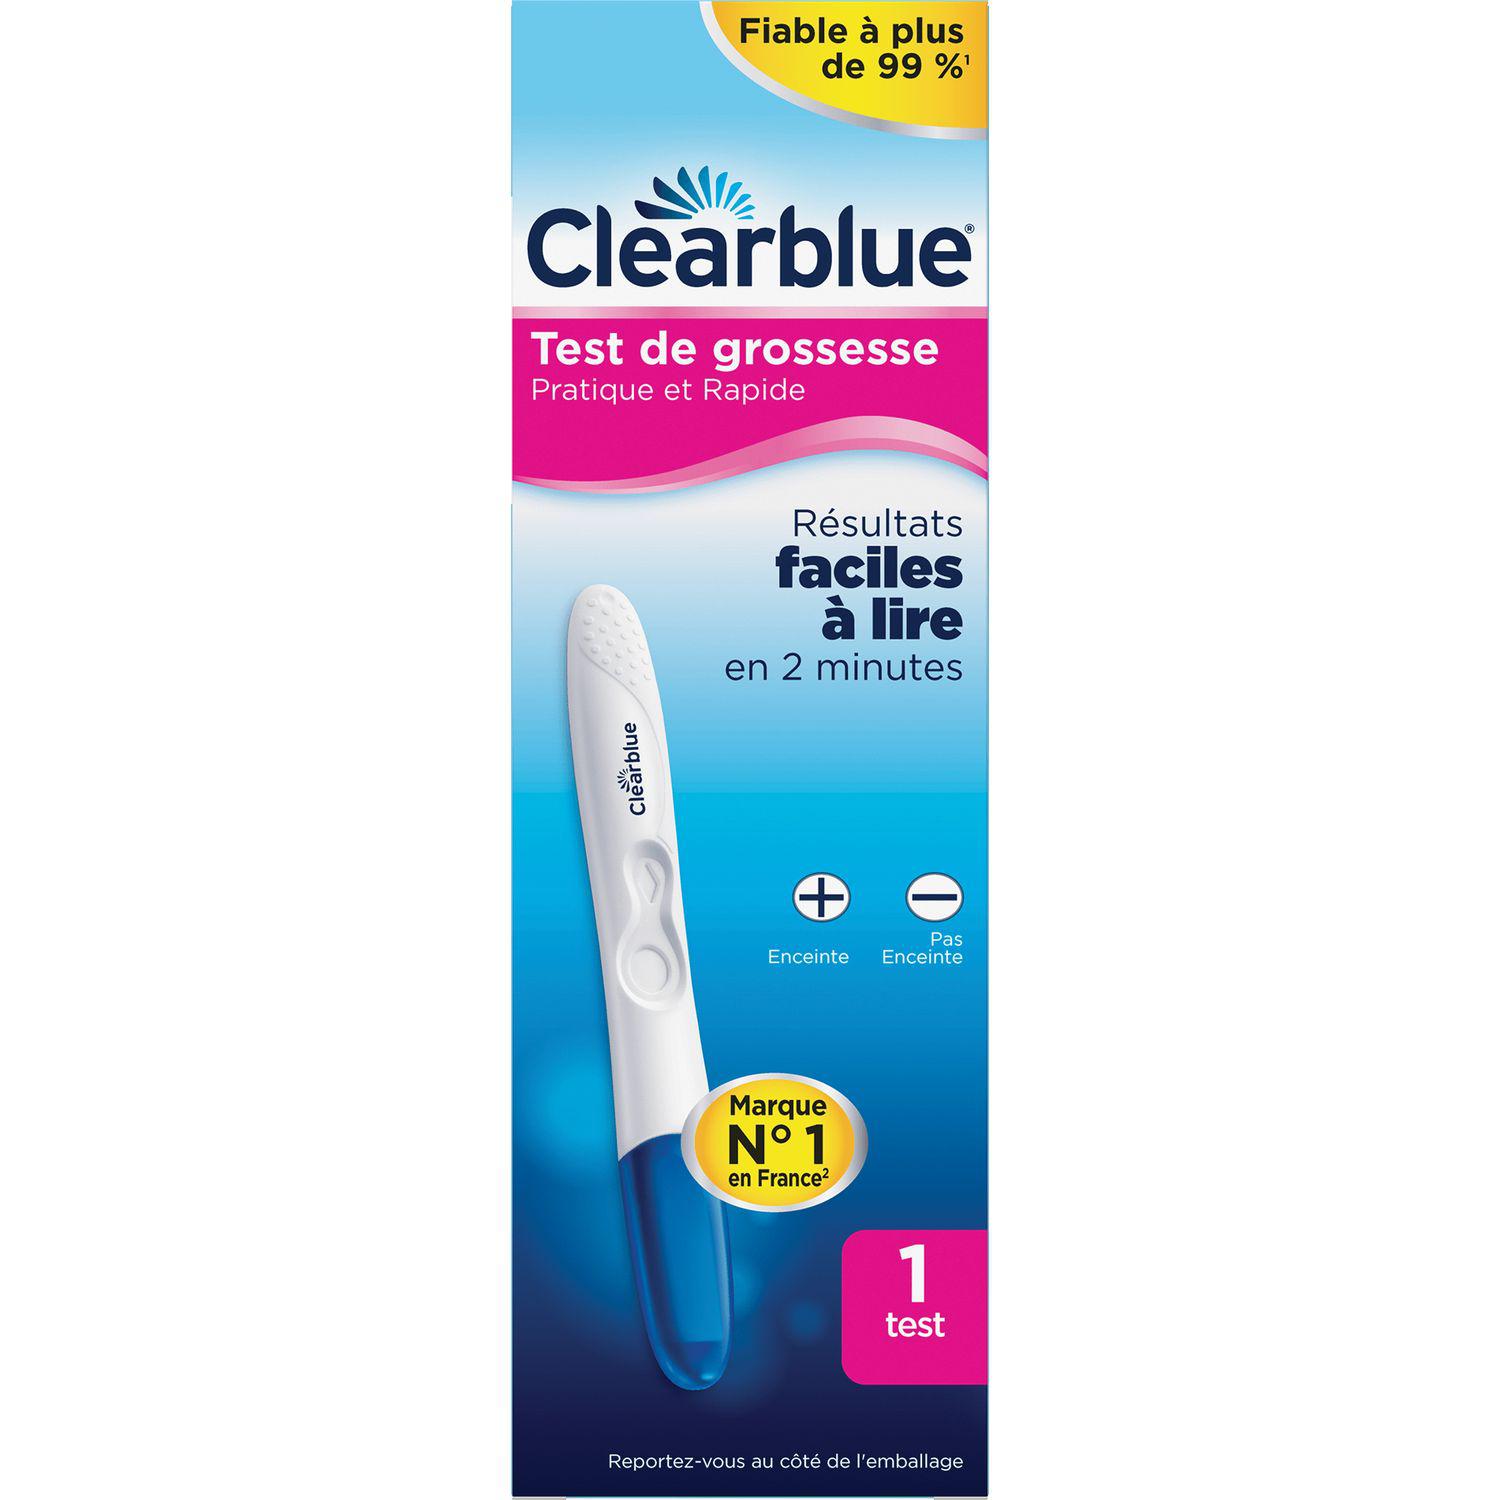 Fiable à plus
de 99 %¹
Clearblue®
Test de grossesse
Pratique et Rapide
Résultats
faciles
à lire
en 2 minutes
Clearblue
Enceinte
Pas
Enceinte
Marque
N° 1
en France²
1
test
Reportez-vous au côté de l'emballage